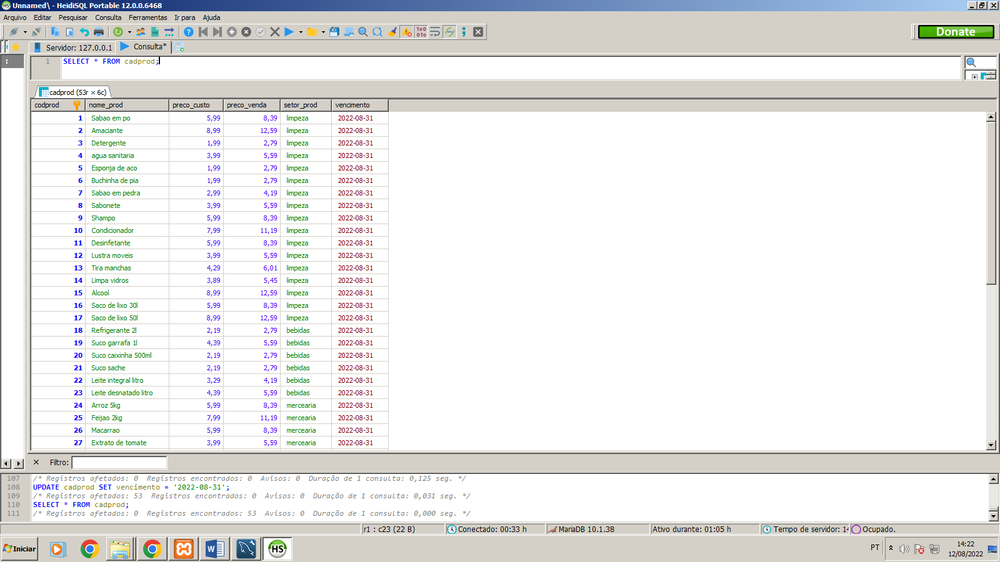 Unnamed\ - HeidiSQL Portable 12.0.0.6468
Arquivo Editar Pesquisar Consulta Ferramentas Ir para Ajuda
Donate
Servidor: 127.0.0.1 Consulta*
1 SELECT * FROM cadprod;
cadprod (53r × 6c)
codprod nome_prod preco_custo preco_venda setor_prod vencimento
1 Sabao em po 5,99 8,39 limpeza 2022-08-31
2 Amaciante 8,99 12,59 limpeza 2022-08-31
3 Detergente 1,99 2,79 limpeza 2022-08-31
4 agua sanitaria 3,99 5,59 limpeza 2022-08-31
5 Esponja de aco 1,99 2,79 limpeza 2022-08-31
6 Buchinha de pia 1,99 2,79 limpeza 2022-08-31
7 Sabao em pedra 2,99 4,19 limpeza 2022-08-31
8 Sabonete 3,99 5,59 limpeza 2022-08-31
9 Shampo 5,99 8,39 limpeza 2022-08-31
10 Condicionador 7,99 11,19 limpeza 2022-08-31
11 Desinfetante 5,99 8,39 limpeza 2022-08-31
12 Lustra moveis 3,99 5,59 limpeza 2022-08-31
13 Tira manchas 4,29 6,01 limpeza 2022-08-31
14 Limpa vidros 3,89 5,45 limpeza 2022-08-31
15 Alcool 8,99 12,59 limpeza 2022-08-31
16 Saco de lixo 30l 5,99 8,39 limpeza 2022-08-31
17 Saco de lixo 50l 8,99 12,59 limpeza 2022-08-31
18 Refrigerante 2l 2,19 2,79 bebidas 2022-08-31
19 Suco garrafa 1l 4,39 5,59 bebidas 2022-08-31
20 Suco caixinha 500ml 2,19 2,79 bebidas 2022-08-31
21 Suco sache 2,19 2,79 bebidas 2022-08-31
22 Leite integral litro 3,29 4,19 bebidas 2022-08-31
23 Leite desnatado litro 4,39 5,59 bebidas 2022-08-31
24 Arroz 5kg 5,99 8,39 mercearia 2022-08-31
25 Feijao 2kg 7,99 11,19 mercearia 2022-08-31
26 Macarrao 5,99 8,39 mercearia 2022-08-31
27 Extrato de tomate 3,99 5,59 mercearia 2022-08-31
Filtro:
107 /* Registros afetados: 0 Registros encontrados: 0 Avisos: 0 Duração de 1 consulta: 0,125 seg. */
108 UPDATE cadprod SET vencimento = '2022-08-31';
109 /* Registros afetados: 53 Registros encontrados: 0 Avisos: 0 Duração de 1 consulta: 0,031 seg. */
110 SELECT * FROM cadprod;
111 /* Registros afetados: 0 Registros encontrados: 53 Avisos: 0 Duração de 1 consulta: 0,000 seg. */
r1 : c23 (22 B) Conectado: 00:33 h MariaDB 10.1.38 Ativo durante: 01:05 h Tempo de servidor: 14 Ocupado.
Iniciar PT 14:22
12/08/2022